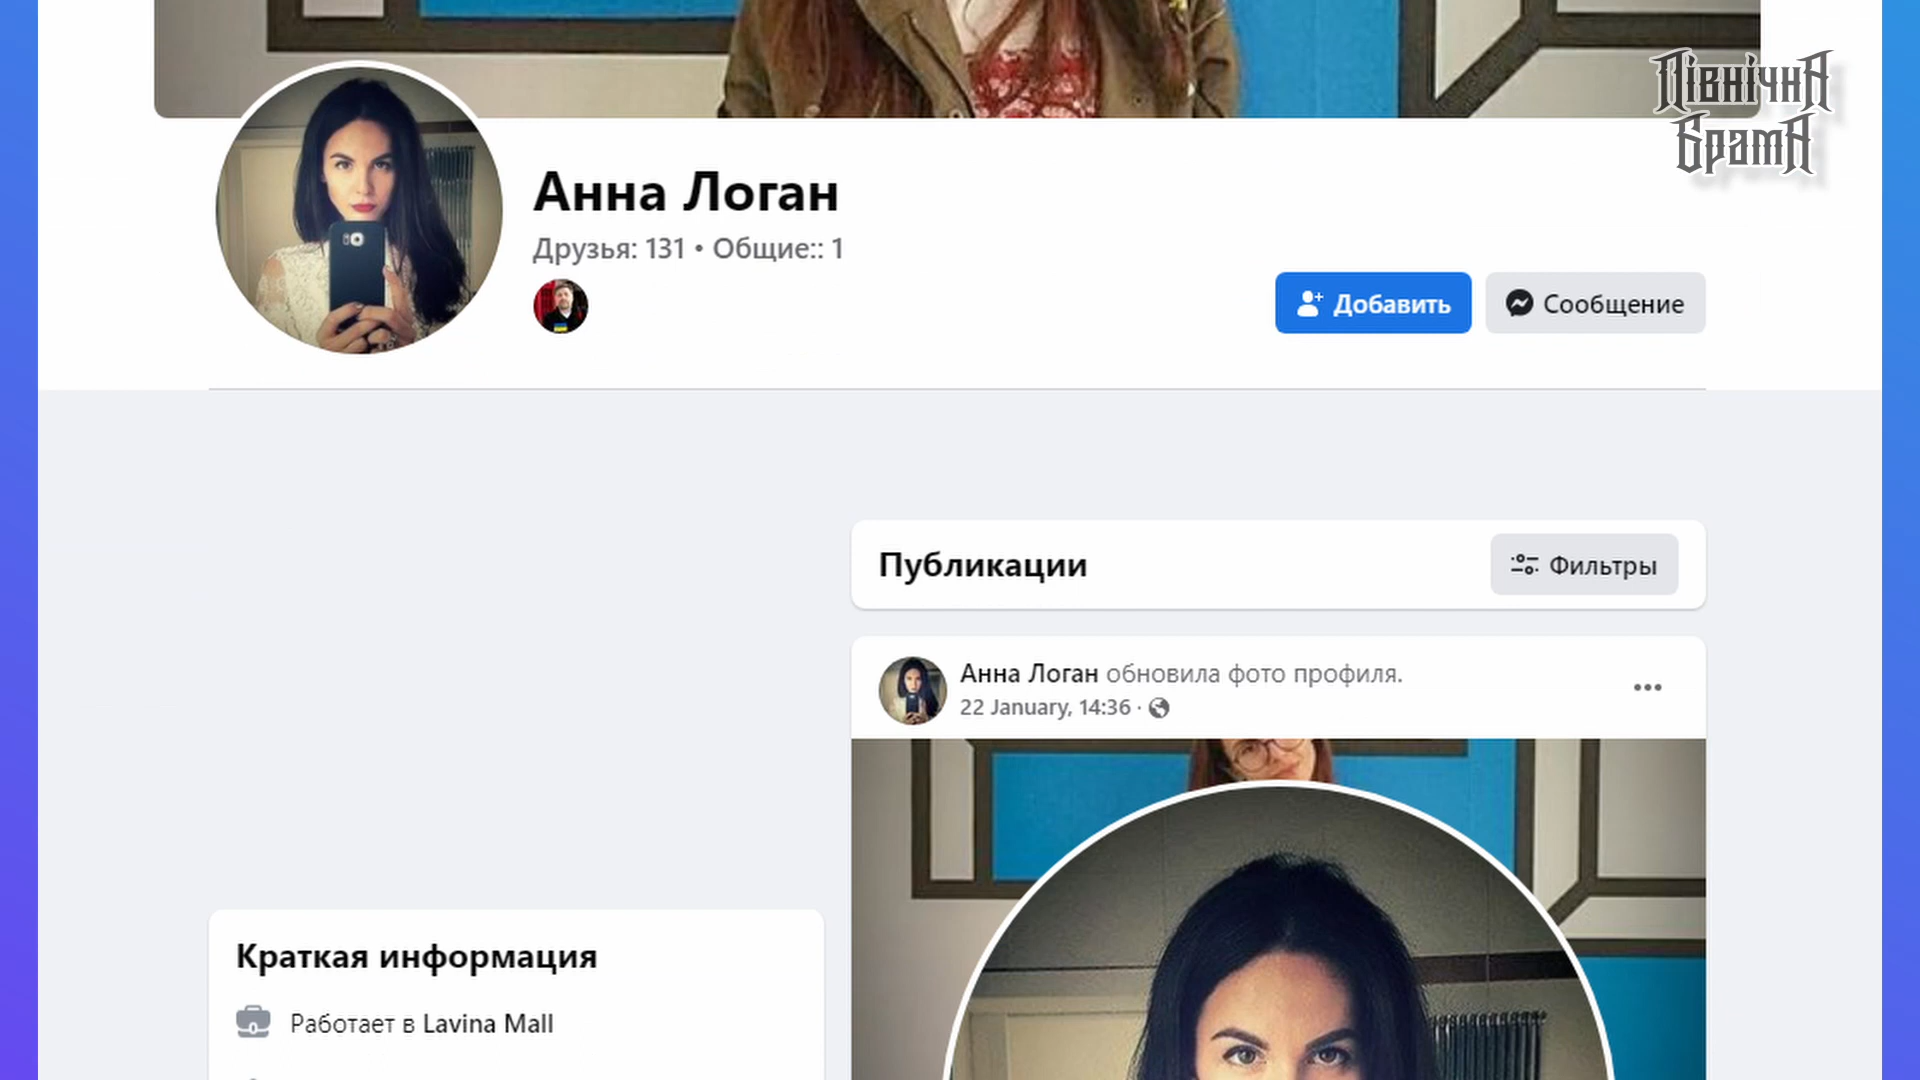 Північна
Брама
Анна Логан
Друзья: 131 • Общие:: 1
Добавить
Сообщение
Публикации
Фильтры
Анна Логан обновила фото профиля.
22 January, 14:36 ·
Краткая информация
Работает в Lavina Mall